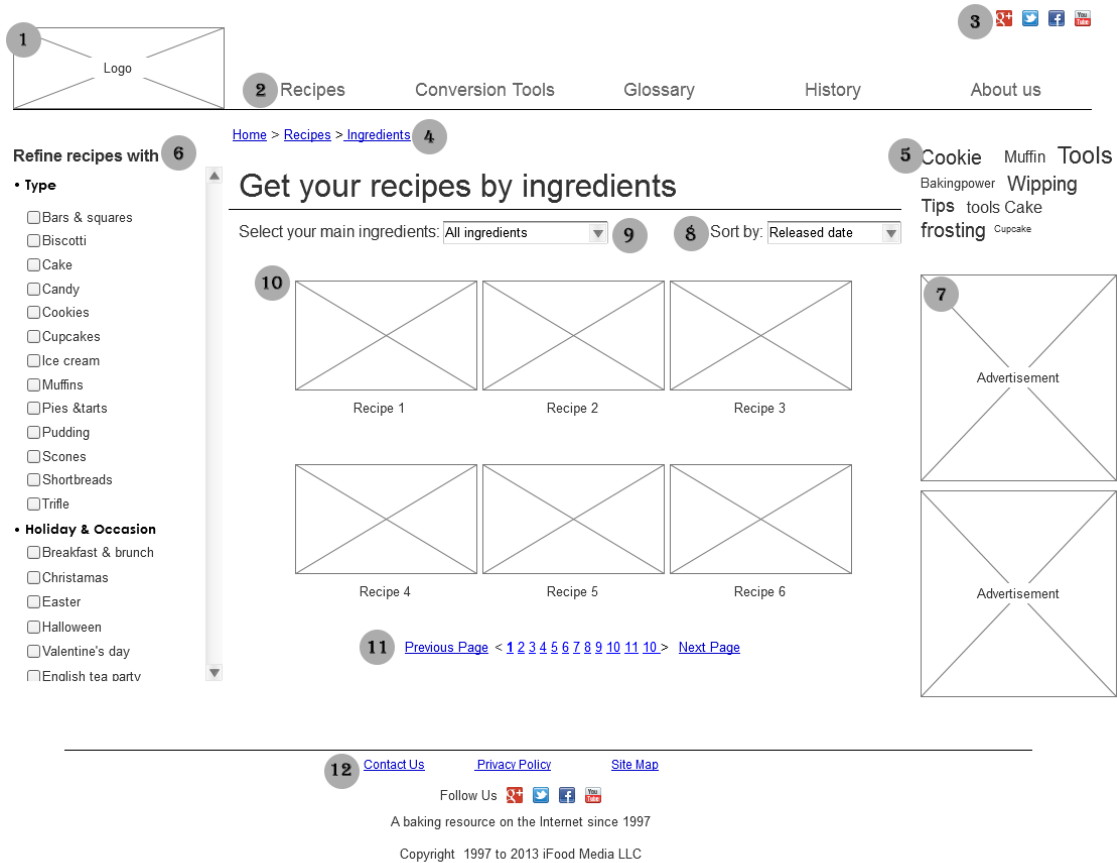 3
1
Logo
2 Recipes Conversion Tools Glossary History About us
Home > Recipes > Ingredients 4
Refine recipes with 6
• Type
Bars & squares
Biscotti
Cake
Candy
Cookies
Cupcakes
Ice cream
Muffins
Pies &tarts
Pudding
Scones
Shortbreads
Trifle
• Holiday & Occasion
Breakfast & brunch
Christamas
Easter
Halloween
Valentine's day
English tea party
Get your recipes by ingredients
Select your main ingredients: All ingredients 9 8 Sort by: Released date
10
Recipe 1 Recipe 2 Recipe 3
Recipe 4 Recipe 5 Recipe 6
11 Previous Page < 1 2 3 4 5 6 7 8 9 10 11 10 > Next Page
5 Cookie Muffin Tools
Bakingpower Wipping
Tips tools Cake
frosting Cupcake
7
Advertisement
Advertisement
12 Contact Us Privacy Policy Site Map
Follow Us
A baking resource on the Internet since 1997
Copyright 1997 to 2013 iFood Media LLC